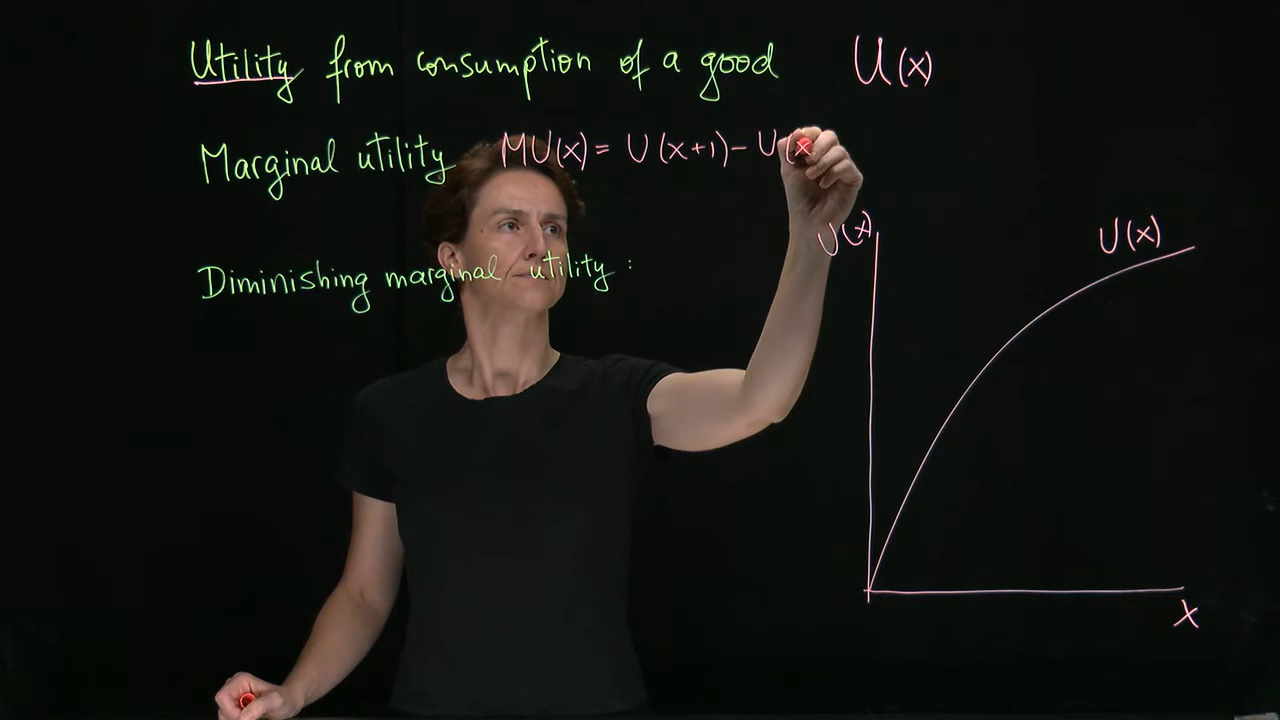 Utility from consumption of a good U(x)
Marginal utility MU(x) = U(x+1) - U(x
Diminishing marginal utility :
U(x)
U(x)
x